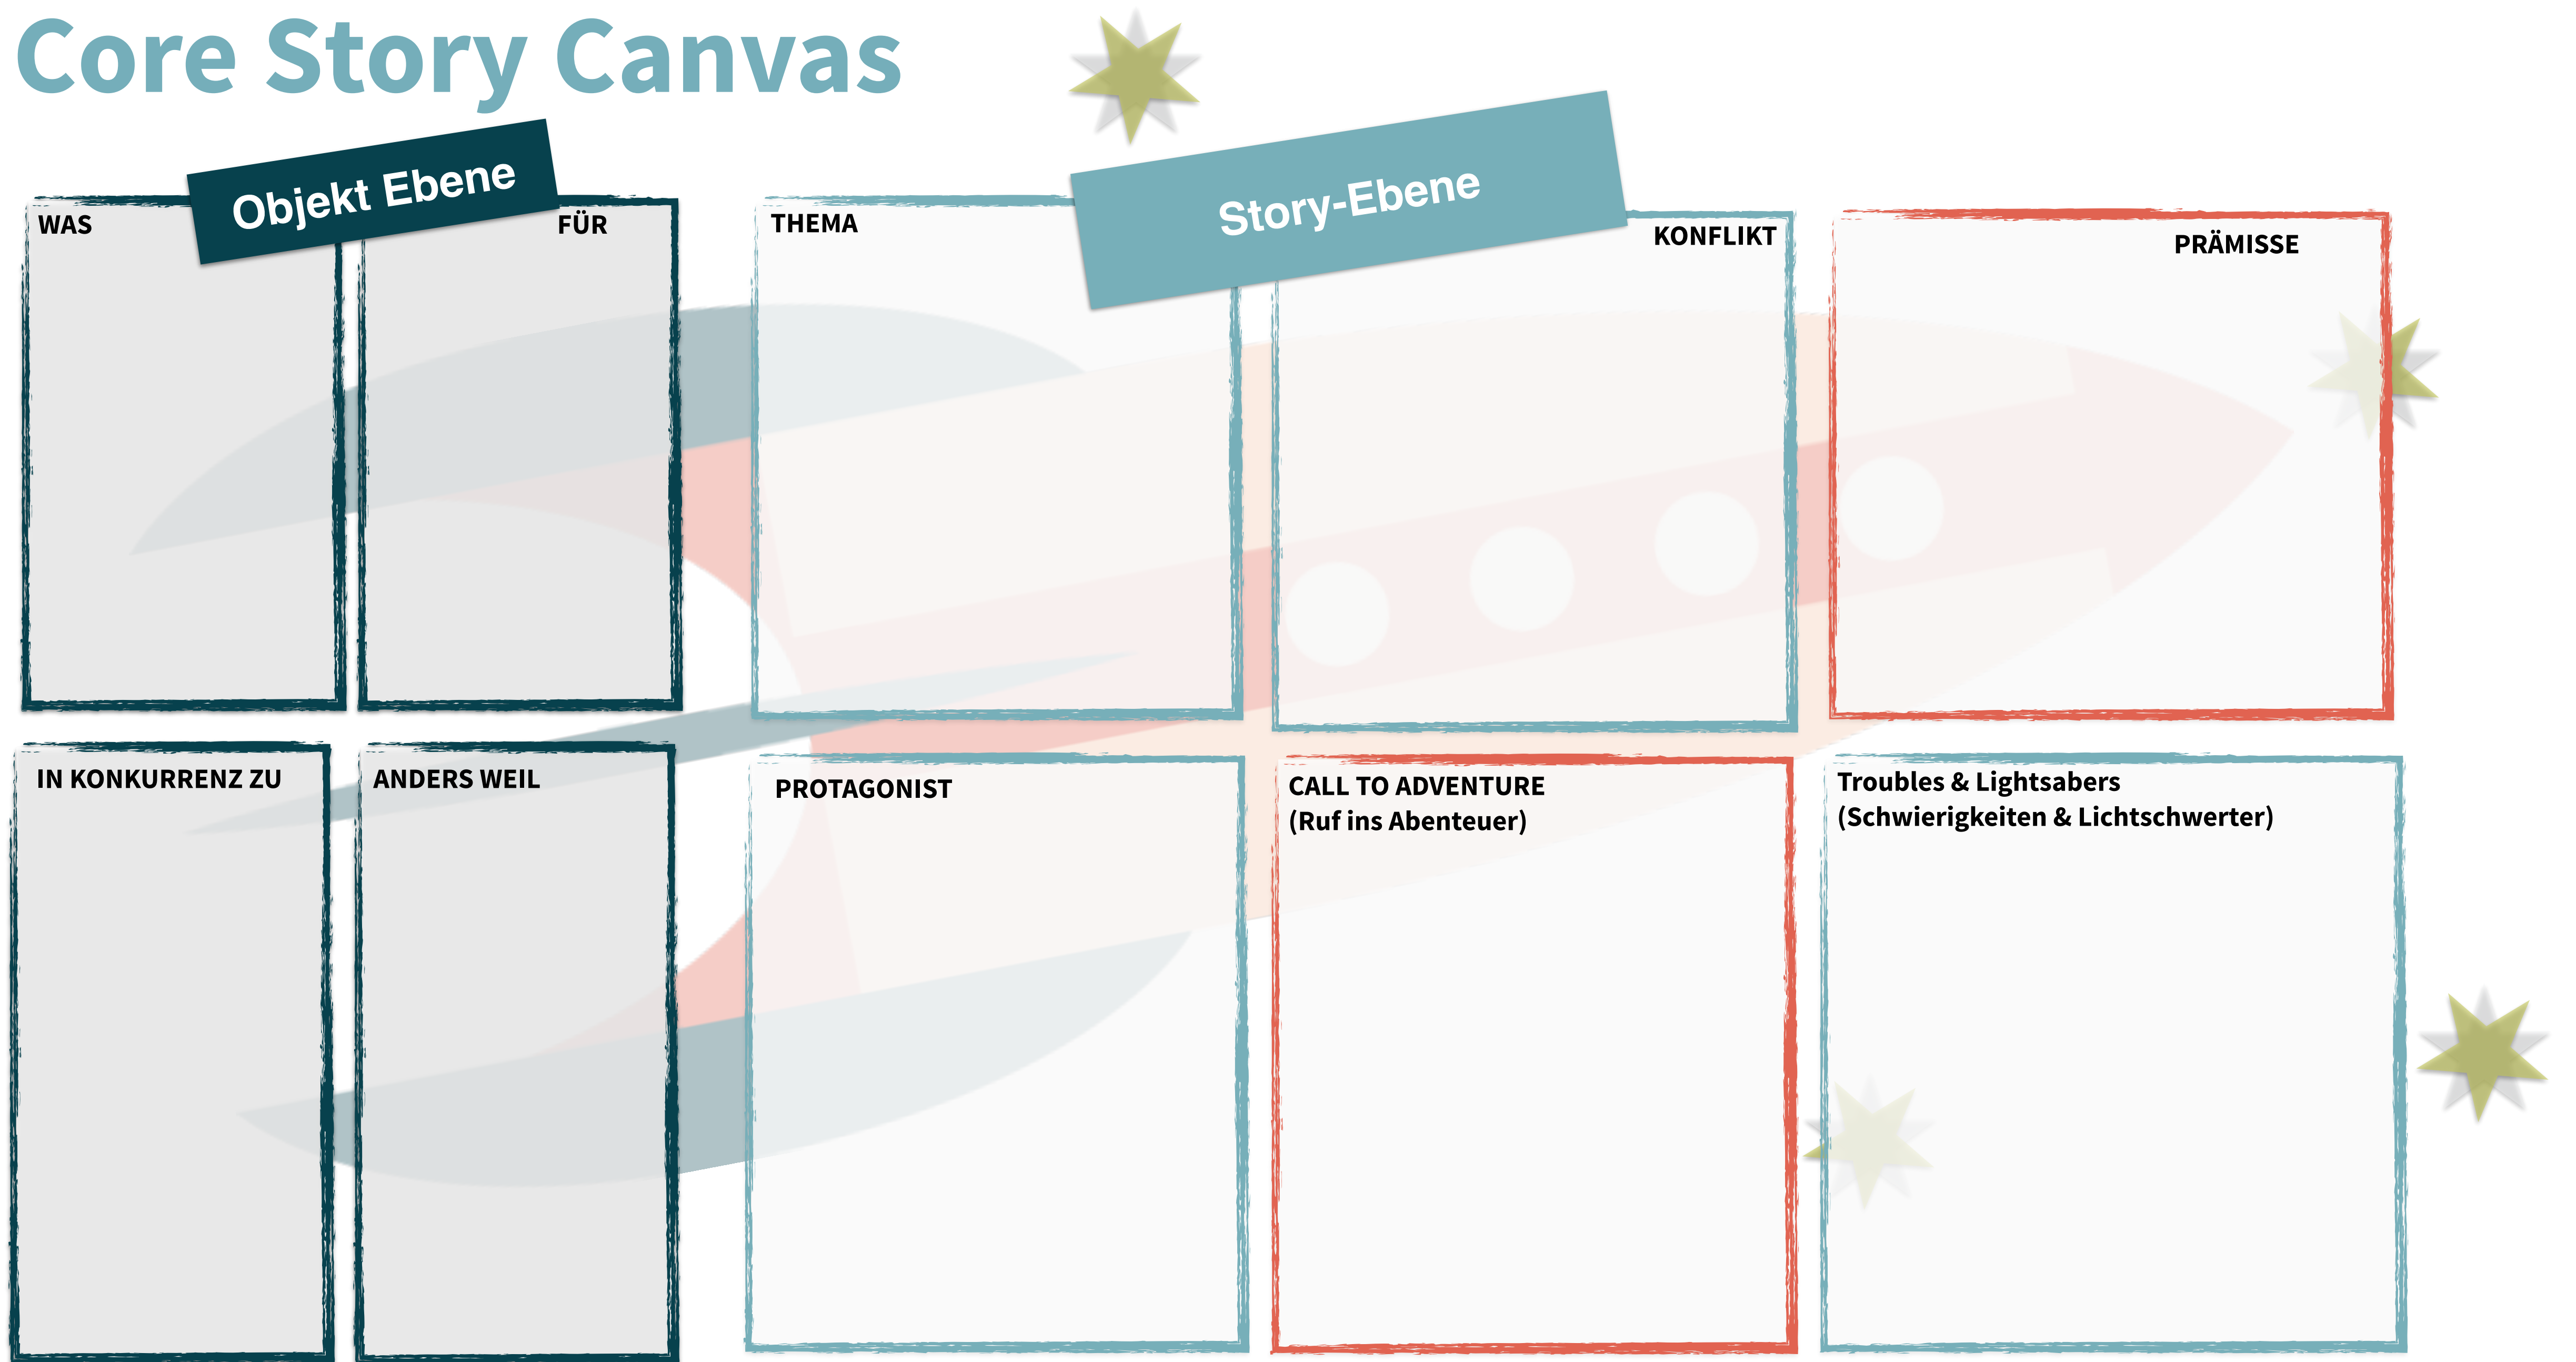 Core Story Canvas
Objekt Ebene
WAS
FÜR
IN KONKURRENZ ZU
ANDERS WEIL
Story-Ebene
THEMA
KONFLIKT
PRÄMISSE
PROTAGONIST
CALL TO ADVENTURE
(Ruf ins Abenteuer)
Troubles & Lightsabers
(Schwierigkeiten & Lichtschwerter)